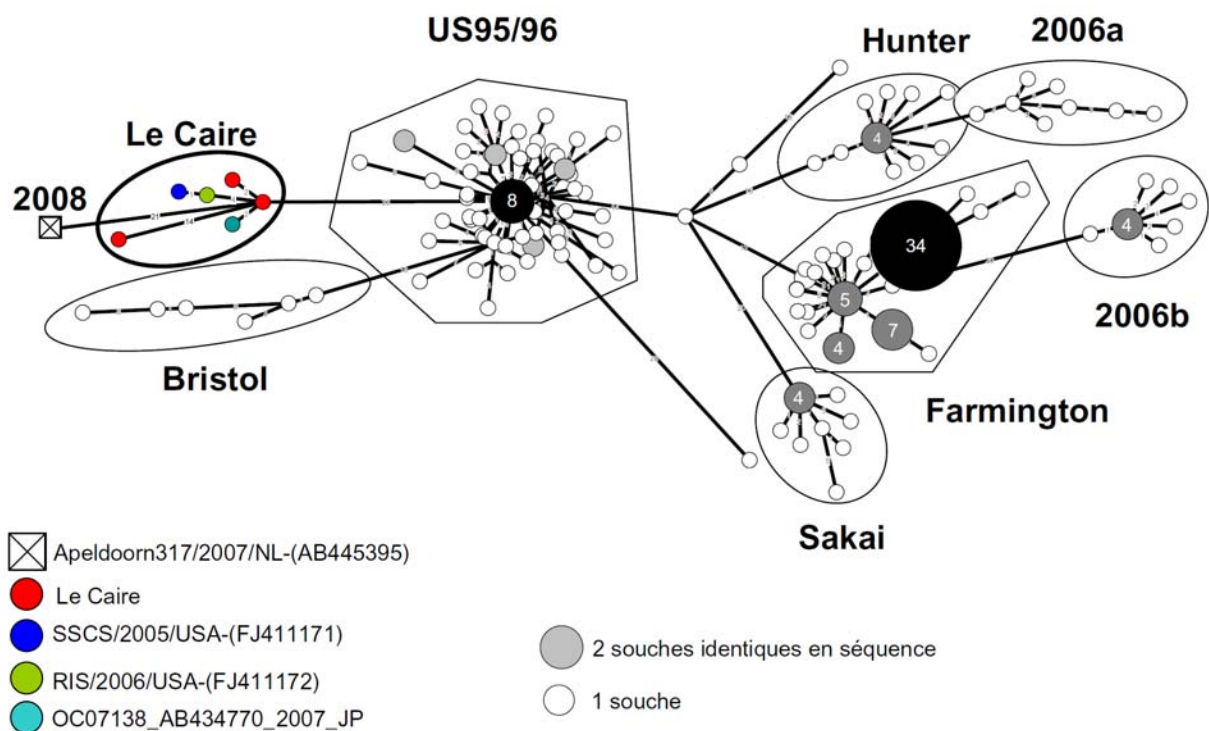 US95/96
Hunter
2006a
Le Caire
2008
8
4
34
5
7
4
4
4
2006b
Bristol
Farmington
Sakai
21
14
Apeldoorn317/2007/NL-(AB445395)
Le Caire
SSCS/2005/USA-(FJ411171)
RIS/2006/USA-(FJ411172)
OC07138_AB434770_2007_JP
2 souches identiques en séquence
1 souche